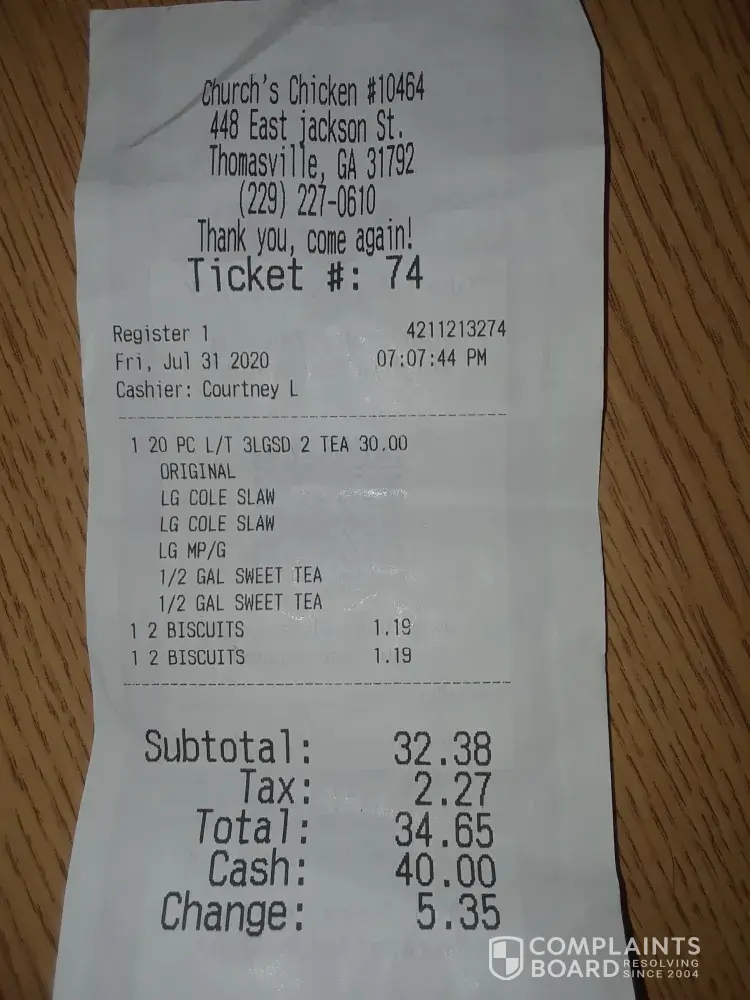 Church's Chicken #10464
448 East jackson St.
Thomasville, GA 31792
(229) 227-0610
Thank you, come again!
Ticket #: 74
Register 1 4211213274
Fri, Jul 31 2020 07:07:44 PM
Cashier: Courtney L
1 20 PC L/T 3LGSD 2 TEA 30.00
ORIGINAL
LG COLE SLAW
LG COLE SLAW
LG MP/G
1/2 GAL SWEET TEA
1/2 GAL SWEET TEA
1 2 BISCUITS 1.19
1 2 BISCUITS 1.19
Subtotal: 32.38
Tax: 2.27
Total: 34.65
Cash: 40.00
Change: 5.35
COMPLAINTS
BOARD RESOLVING SINCE 2004